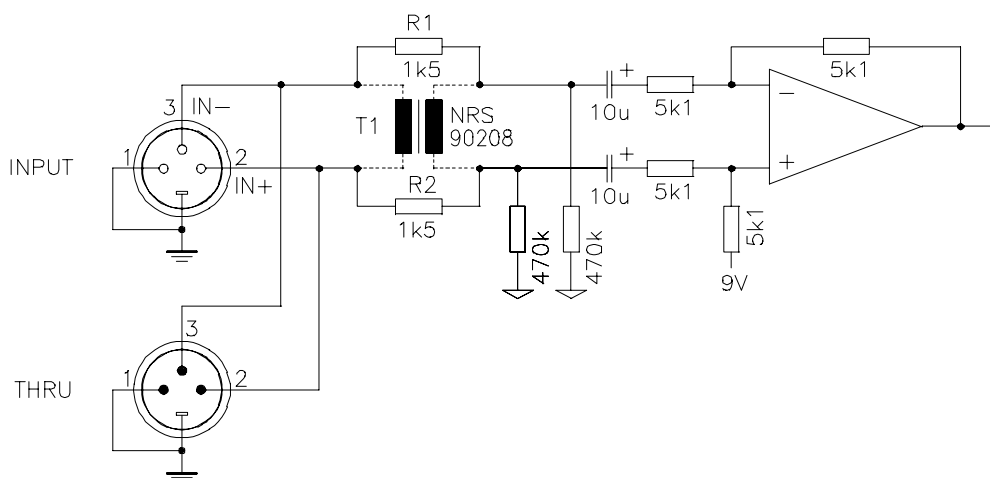 R1
1k5
5k1
3 IN-
T1
NRS
90208
+
10u
5k1
−
INPUT
1
2
IN+
R2
1k5
+
10u
5k1
+
470k
470k
5k1
9V
3
THRU
1
2